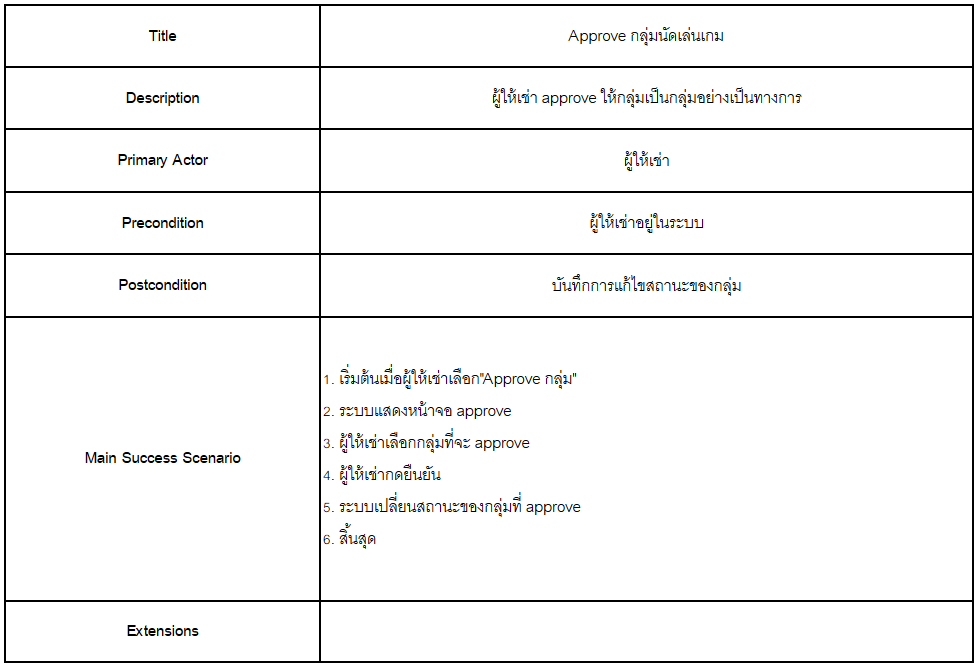 Title
Approve กลุ่มนัดเล่นเกม
Description
ผู้ให้เช่า approve ให้กลุ่มเป็นกลุ่มอย่างเป็นทางการ
Primary Actor
ผู้ให้เช่า
Precondition
ผู้ให้เช่าอยู่ในระบบ
Postcondition
บันทึกการแก้ไขสถานะของกลุ่ม
Main Success Scenario
1. เริ่มต้นเมื่อผู้ให้เช่าเลือก"Approve กลุ่ม"
2. ระบบแสดงหน้าจอ approve
3. ผู้ให้เช่าเลือกกลุ่มที่จะ approve
4. ผู้ให้เช่ากดยืนยัน
5. ระบบเปลี่ยนสถานะของกลุ่มที่ approve
6. สิ้นสุด
Extensions